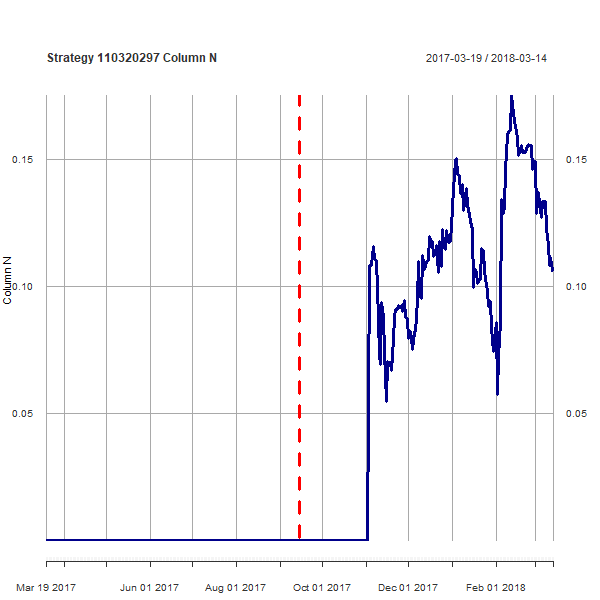 Strategy 110320297 Column N
2017-03-19 / 2018-03-14
0.15
0.15
0.10
0.10
Column N
0.05
0.05
Mar 19 2017
Jun 01 2017
Aug 01 2017
Oct 01 2017
Dec 01 2017
Feb 01 2018